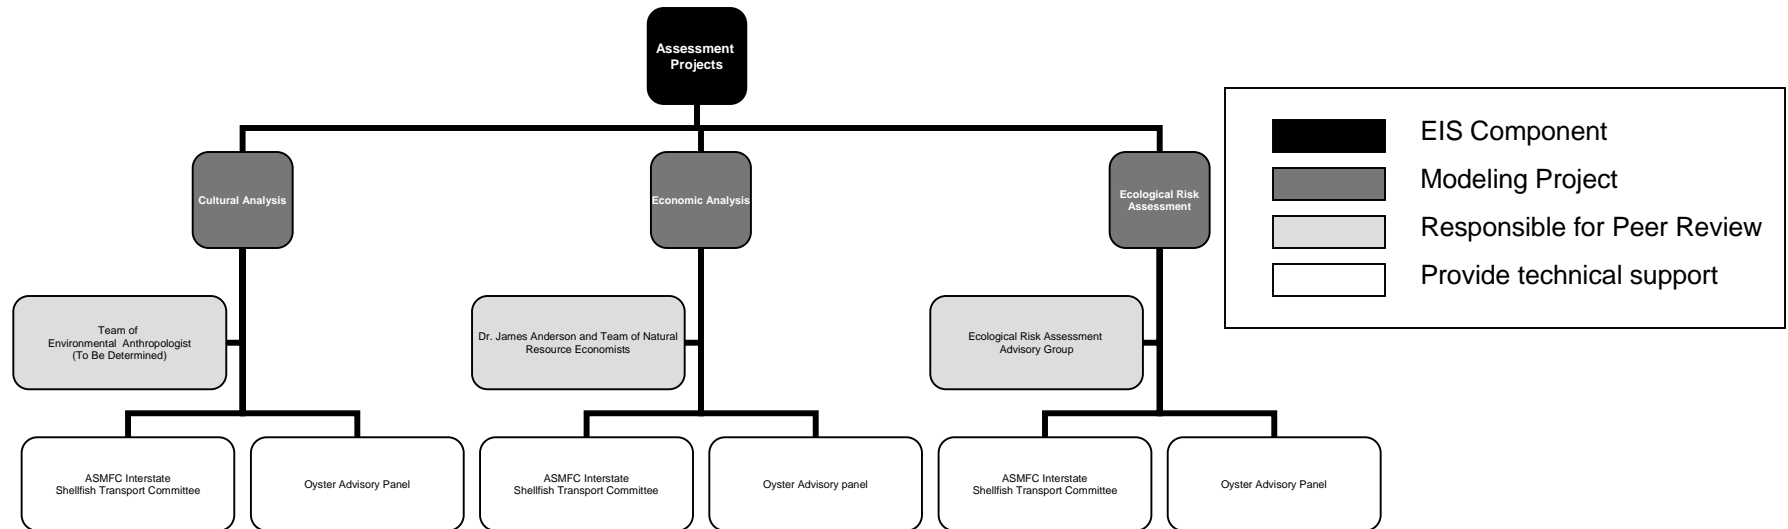 Assessment
Projects
EIS Component
Modeling Project
Responsible for Peer Review
Provide technical support
Cultural Analysis
Economic Analysis
Ecological Risk
Assessment
Team of
Environmental Anthropologist
(To Be Determined)
Dr. James Anderson and Team of Natural
Resource Economists
Ecological Risk Assessment
Advisory Group
ASMFC Interstate
Shellfish Transport Committee
Oyster Advisory Panel
ASMFC Interstate
Shellfish Transport Committee
Oyster Advisory panel
ASMFC Interstate
Shellfish Transport Committee
Oyster Advisory Panel